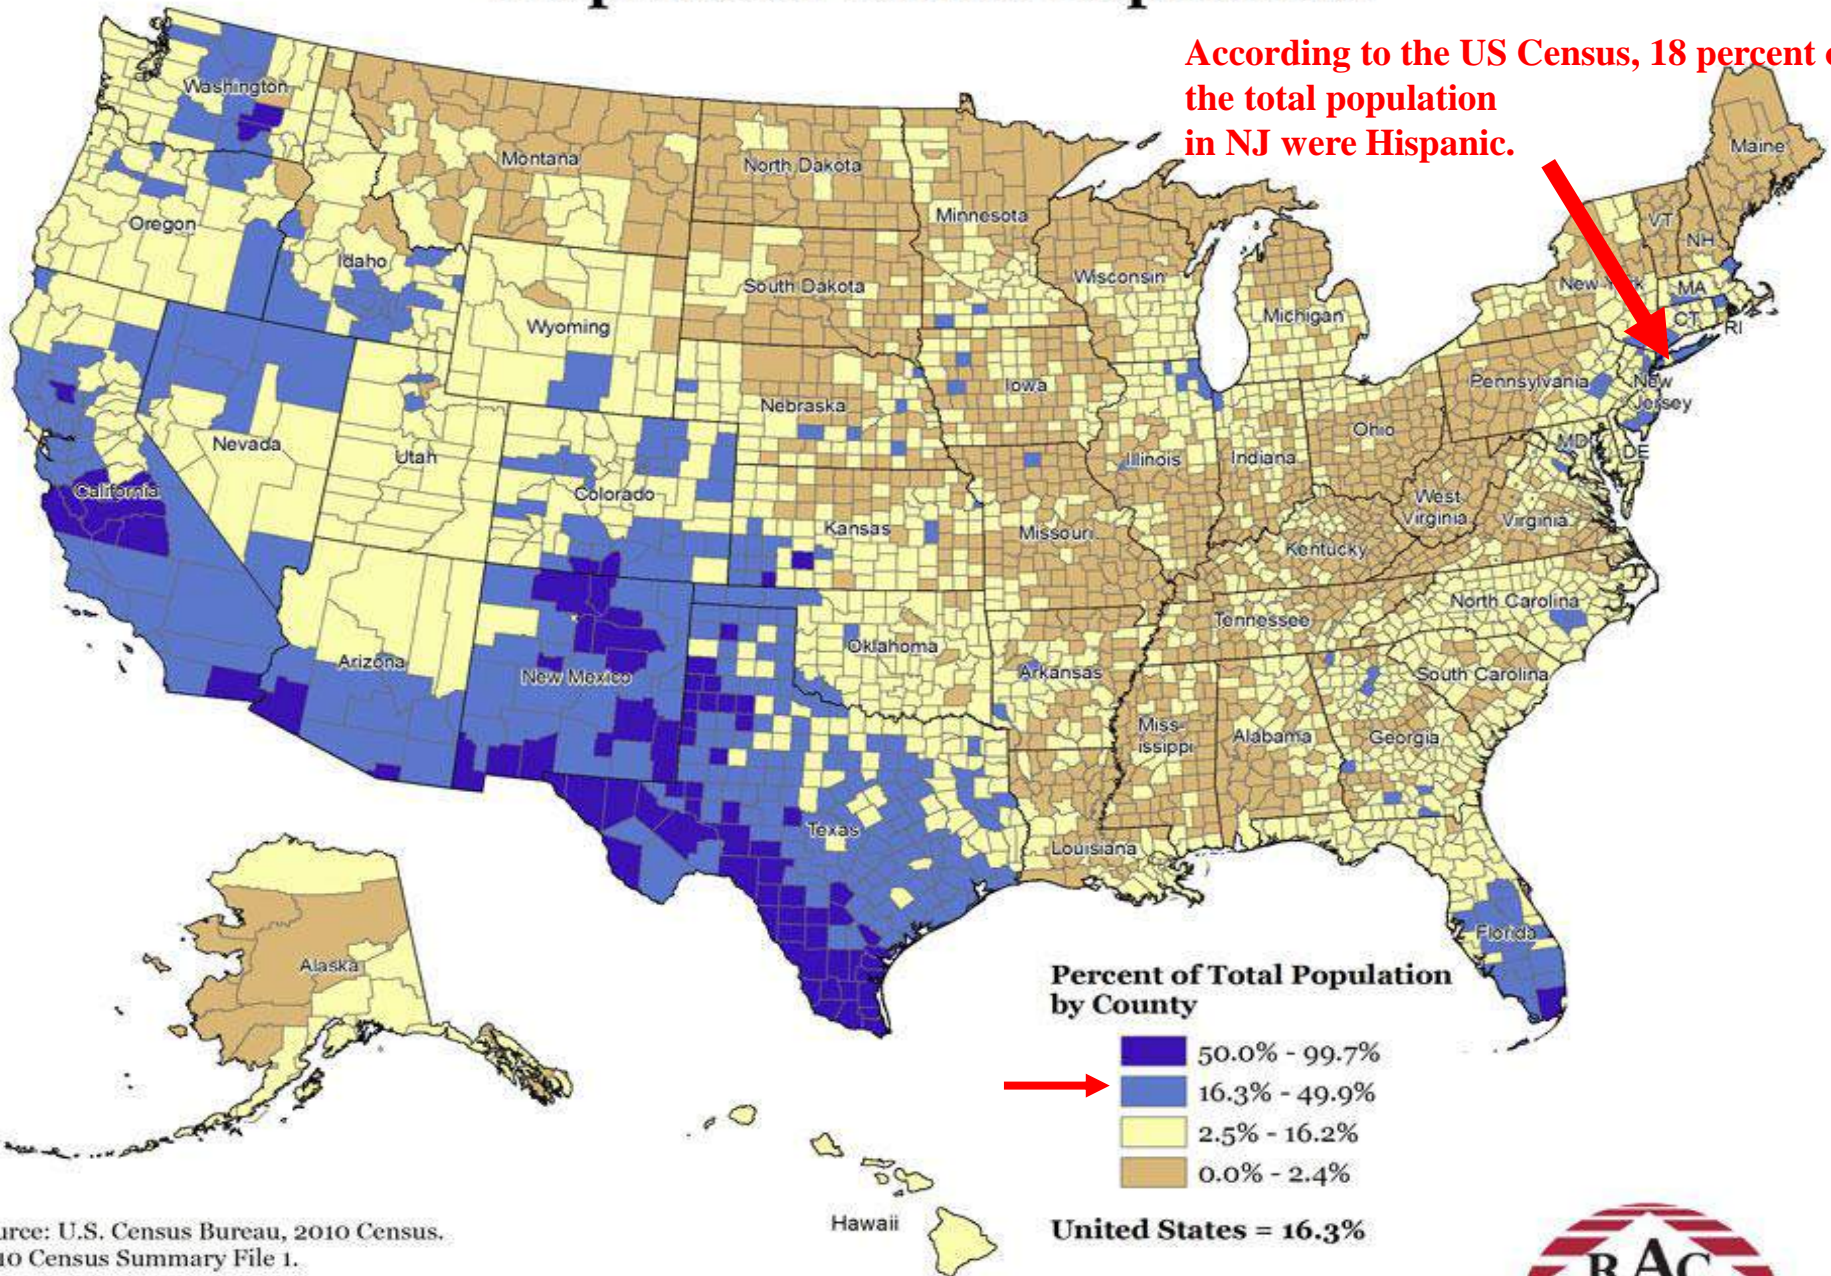 According to the US Census, 18 percent
the total population
in NJ were Hispanic.
Washington
Montana
North Dakota
Minnesota
Maine
Oregon
Idaho
Wyoming
South Dakota
Wisconsin
Michigan
New York
VT
NH
MA
CT
RI
Nevada
Utah
Colorado
Nebraska
Iowa
Illinois
Indiana
Ohio
Pennsylvania
New
Jersey
MD
DE
California
Kansas
Missouri
Kentucky
West
Virginia
Virginia
Arizona
New Mexico
Oklahoma
Arkansas
Tennessee
North Carolina
South Carolina
Texas
Louisiana
Miss-
issippi
Alabama
Georgia
Florida
Alaska
Hawaii
Percent of Total Population
by County
50.0% - 99.7%
16.3% - 49.9%
2.5% - 16.2%
0.0% - 2.4%
United States = 16.3%
urce: U.S. Census Bureau, 2010 Census.
10 Census Summary File 1.
RAC